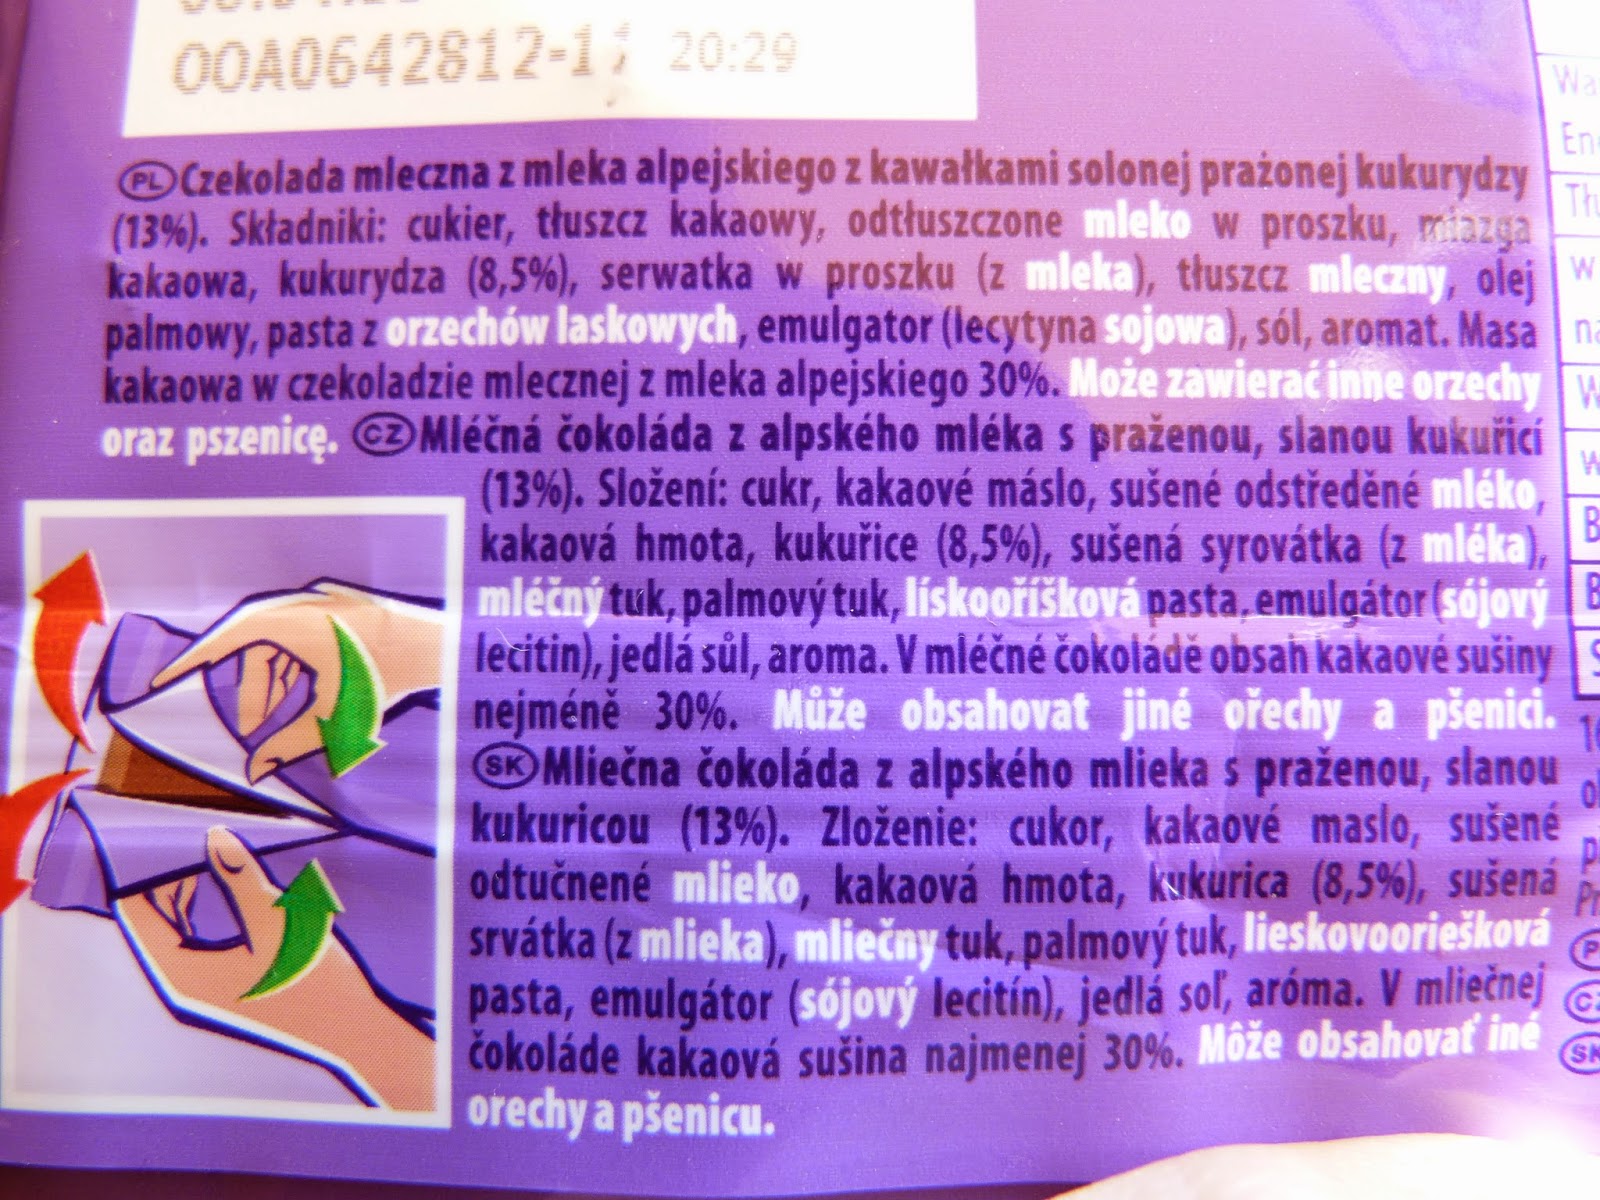 OOA0642812-1 20:29
PL Czekolada mleczna z mleka alpejskiego z kawałkami solonej prażonej kukurydzy
(13%). Składniki: cukier, tłuszcz kakaowy, odtłuszczone mleko w proszku, miazga
kakaowa, kukurydza (8,5%), serwatka w proszku (z mleka), tłuszcz mleczny, olej
palmowy, pasta z orzechów laskowych, emulgator (lecytyna sojowa), sól, aromat. Masa
kakaowa w czekoladzie mlecznej z mleka alpejskiego 30%. Może zawierać inne orzechy
oraz pszenicę. CZ Mléčná čokoláda z alpského mléka s praženou, slanou kukuřicí
(13%). Složení: cukr, kakaové máslo, sušené odstředěné mléko,
kakaová hmota, kukuřice (8,5%), sušená syrovátka (z mléka),
mléčný tuk, palmový tuk, lískooříšková pasta, emulgátor (sójový
lecitin), jedlá sůl, aroma. V mléčné čokoládě obsah kakaové sušiny
nejméně 30%. Může obsahovat jiné ořechy a pšenici.
SK Mliečna čokoláda z alpského mlieka s praženou, slanou
kukuricou (13%). Zloženie: cukor, kakaové maslo, sušené
odtučnené mlieko, kakaová hmota, kukurica (8,5%), sušená
srvátka (z mlieka), mliečny tuk, palmový tuk, lieskovooriešková
pasta, emulgátor (sójový lecitín), jedlá soľ, aróma. V mliečnej
čokoláde kakaová sušina najmenej 30%. Môže obsahovať iné
orechy a pšenicu.